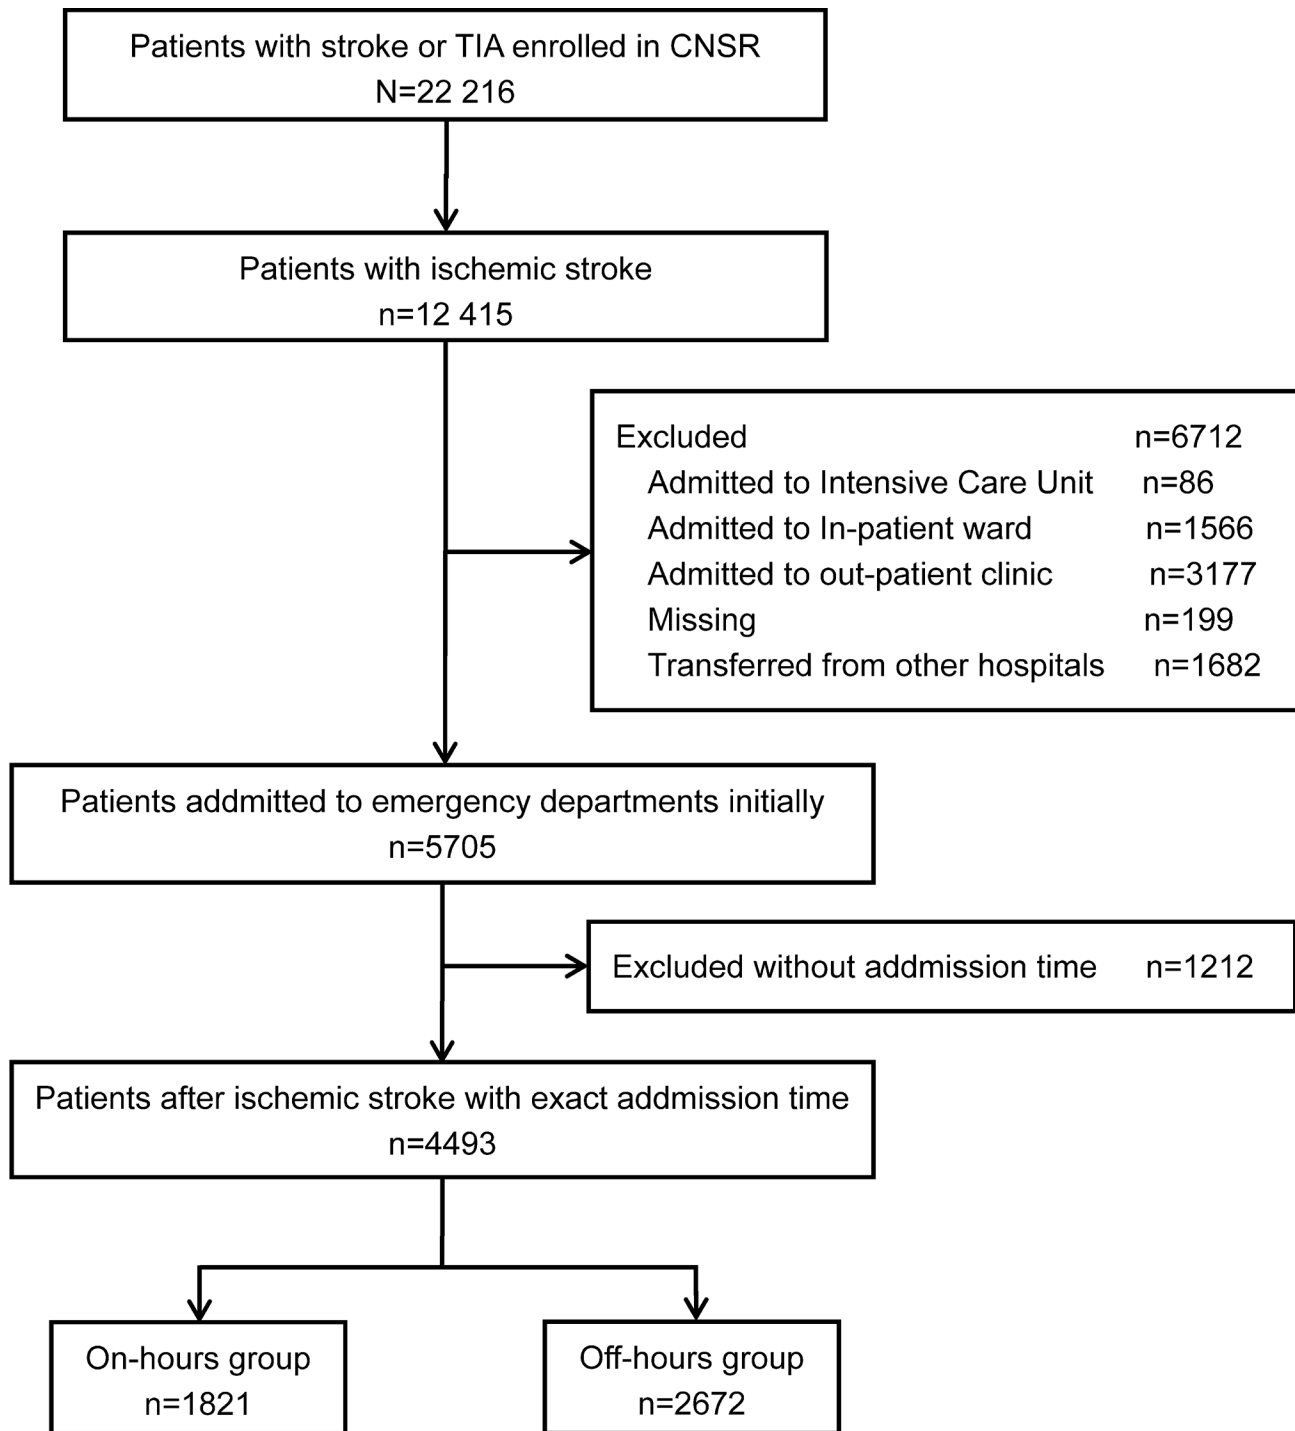 Patients with stroke or TIA enrolled in CNSR
N=22 216
Patients with ischemic stroke
n=12 415
Excluded n=6712
Admitted to Intensive Care Unit n=86
Admitted to In-patient ward n=1566
Admitted to out-patient clinic n=3177
Missing n=199
Transferred from other hospitals n=1682
Patients addmitted to emergency departments initially
n=5705
Excluded without addmission time n=1212
Patients after ischemic stroke with exact addmission time
n=4493
On-hours group
n=1821
Off-hours group
n=2672